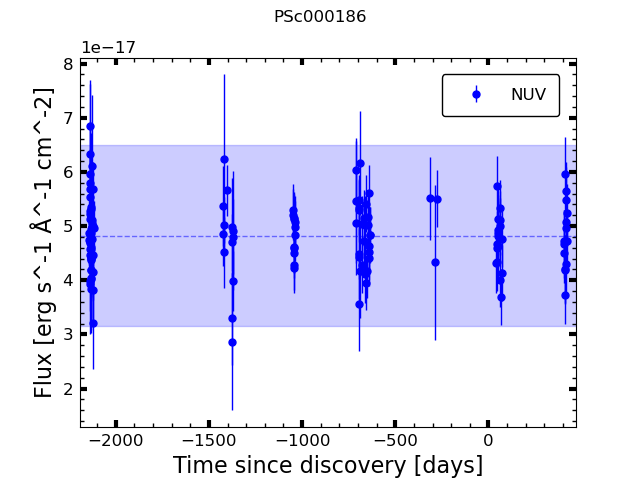 PSc000186
1e−17
8
7
6
5
4
3
2
Flux [erg s^-1 Å^-1 cm^-2]
NUV
−2000
−1500
−1000
−500
0
Time since discovery [days]